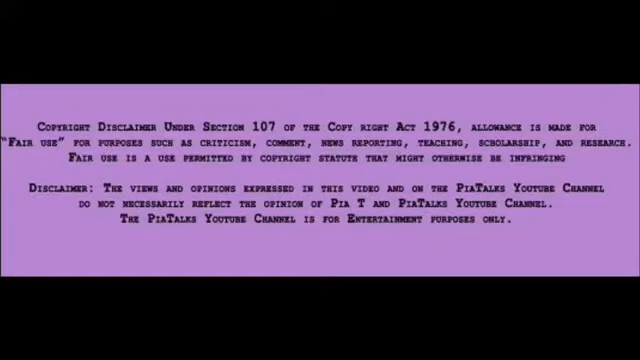 Copyright Disclaimer Under Section 107 of the Copy right Act 1976, allowance is made for
"Fair use" for purposes such as criticism, comment, news reporting, teaching, scholarship, and research.
Fair use is a use permitted by copyright statute that might otherwise be infringing
Disclaimer: The views and opinions expressed in this video and on the PiaTalks Youtube Channel
do not necessarily reflect the opinion of Pia T and PiaTalks Youtube Channel.
The PiaTalks Youtube Channel is for Entertainment purposes only.